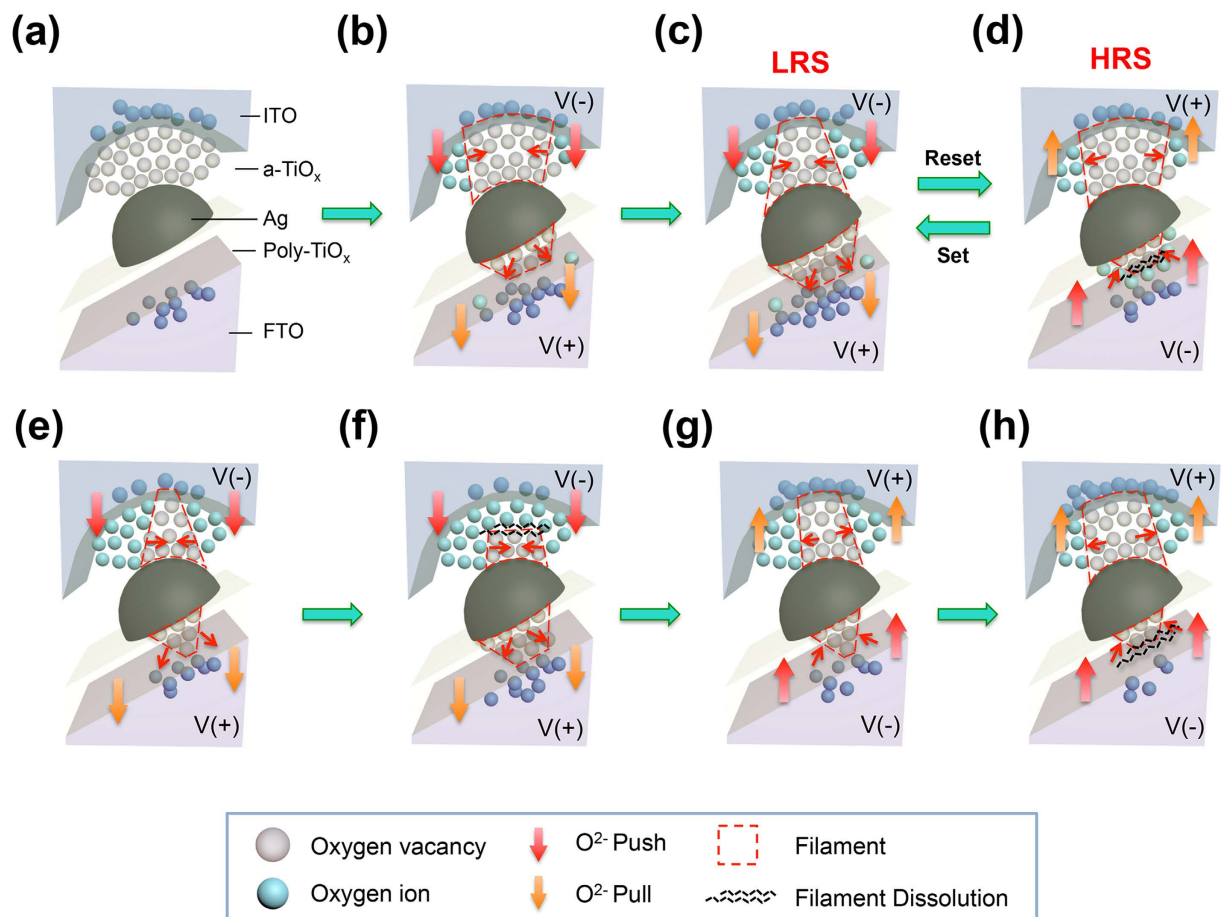 (a)
(b)
(c)
(d)
LRS
HRS
ITO
a-TiOx
Ag
Poly-TiOx
FTO
V(-)
V(+)
V(-)
V(+)
Reset
Set
V(+)
V(-)
(e)
(f)
(g)
(h)
V(-)
V(+)
V(-)
V(+)
V(+)
V(-)
V(+)
V(-)
Oxygen vacancy
O2- Push
Filament
Oxygen ion
O2- Pull
Filament Dissolution